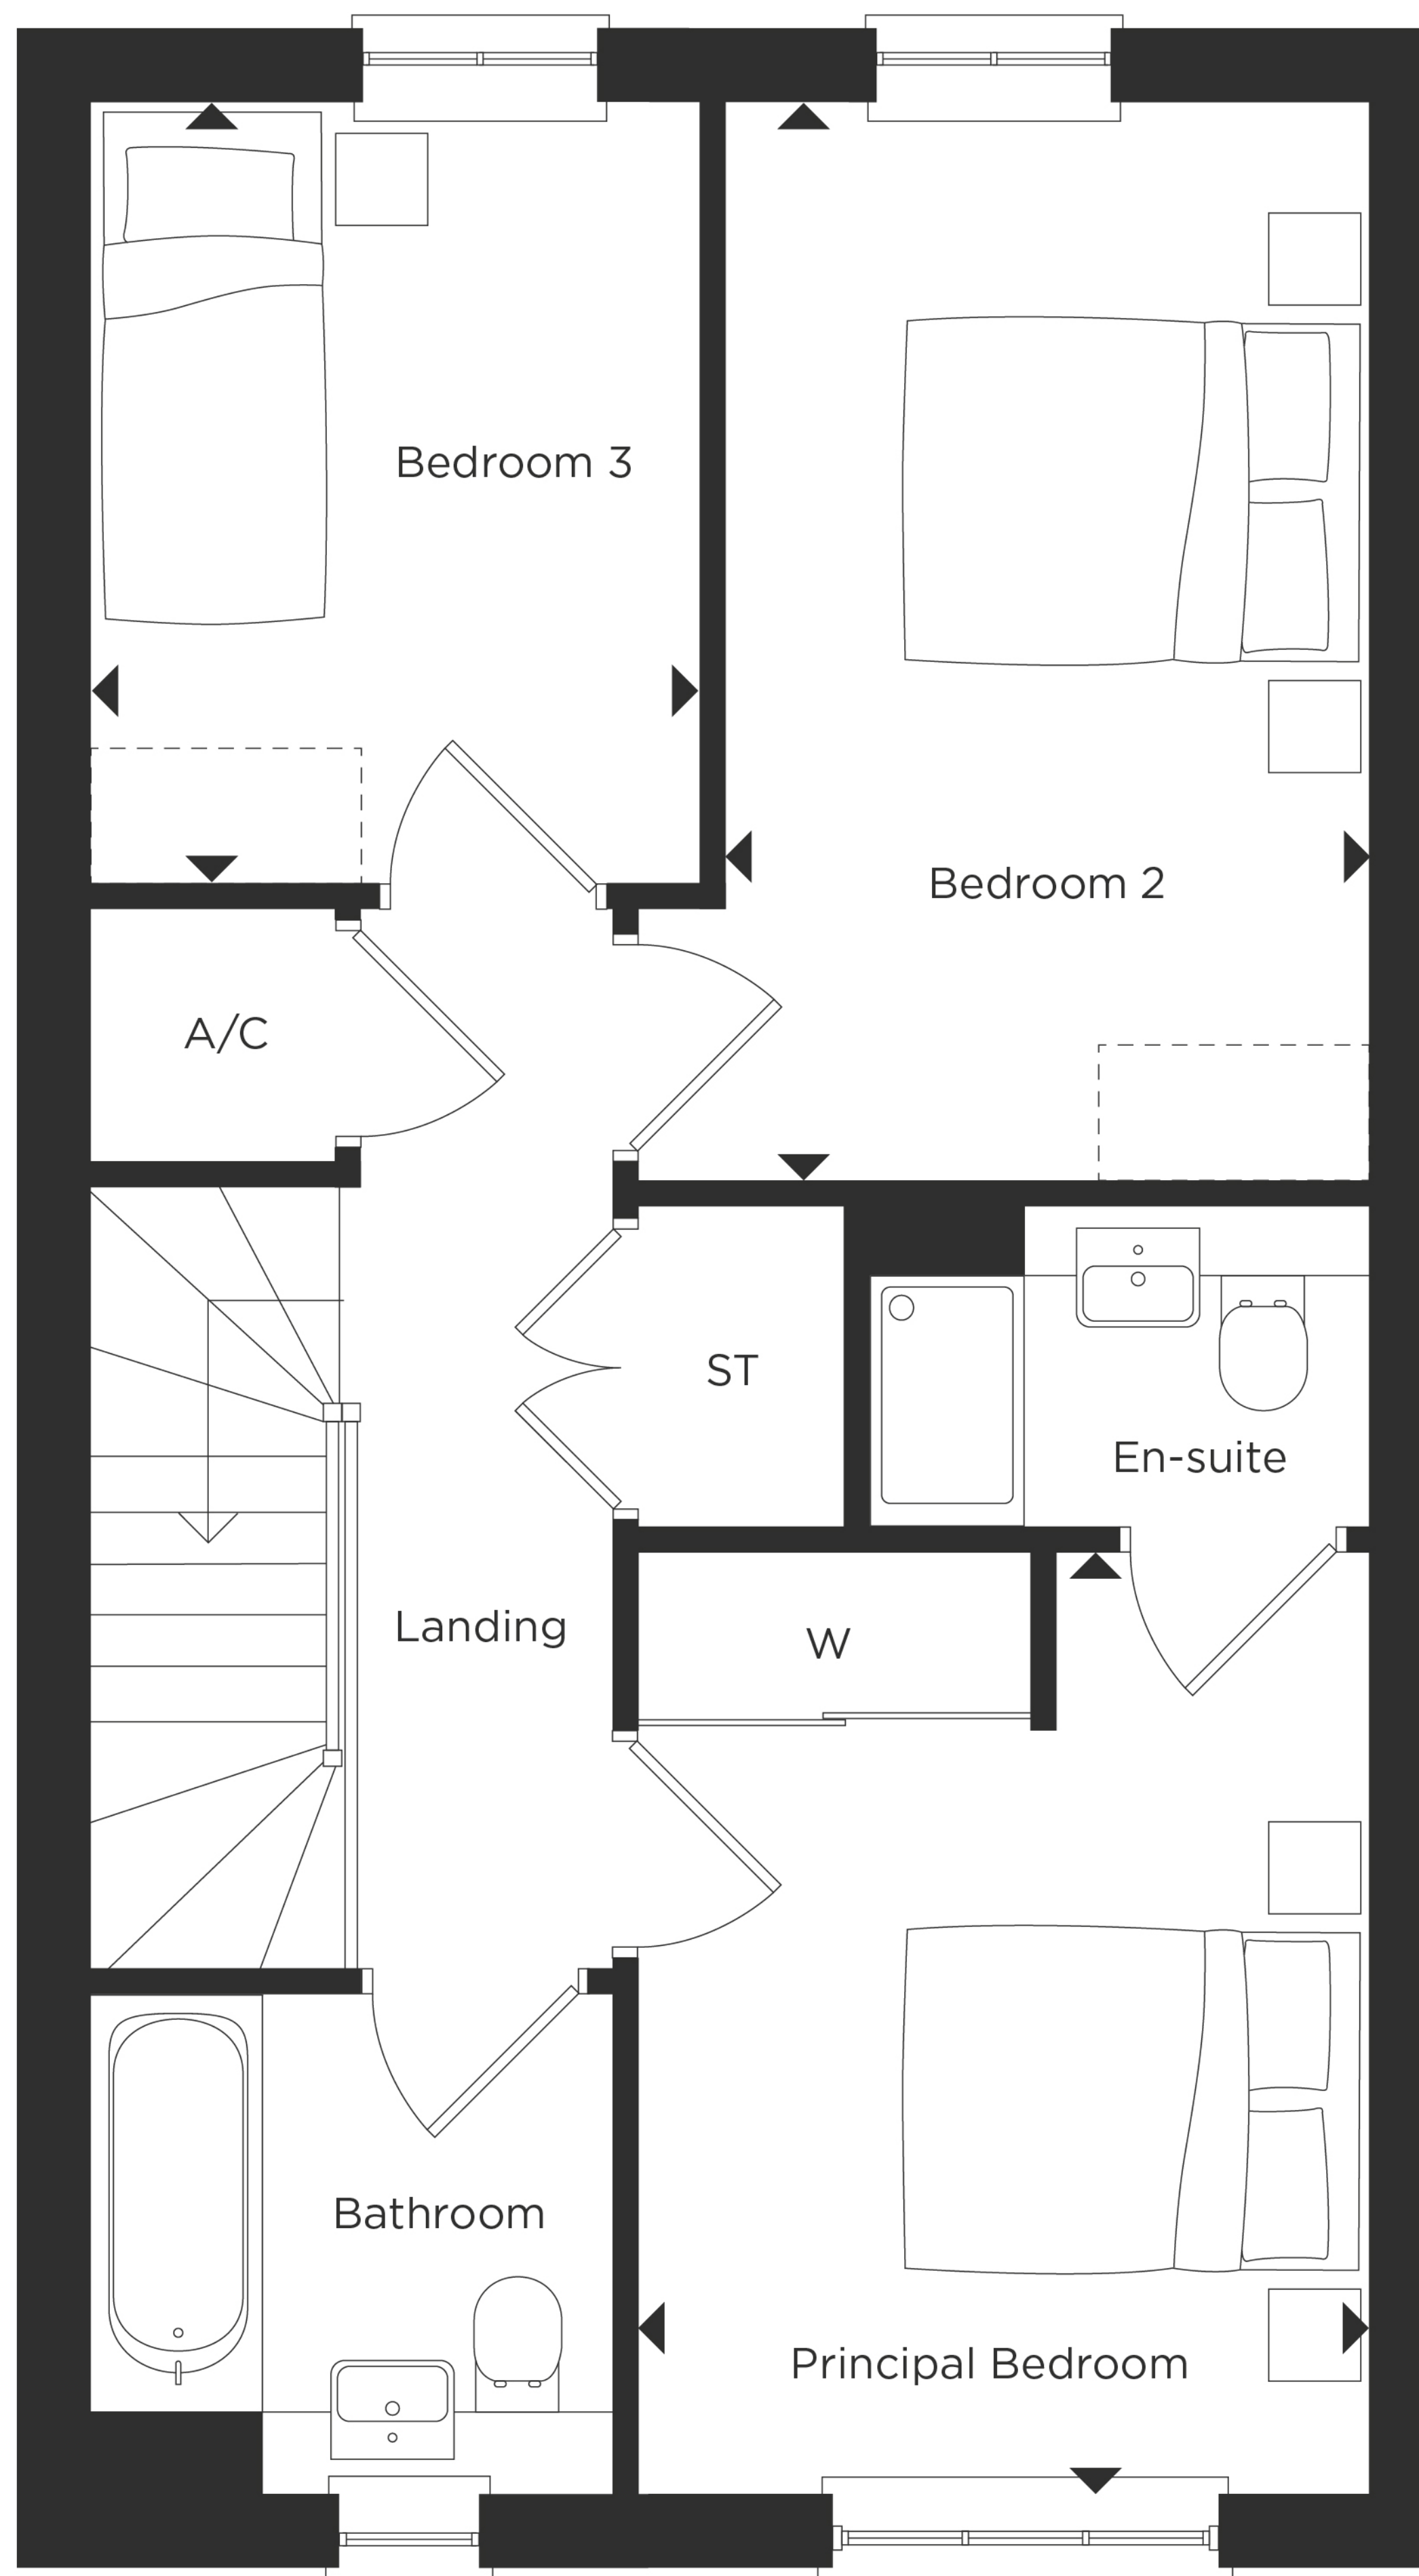 Bedroom 3
Bedroom 2
A/C
ST
En-suite
Landing
W
Bathroom
Principal Bedroom